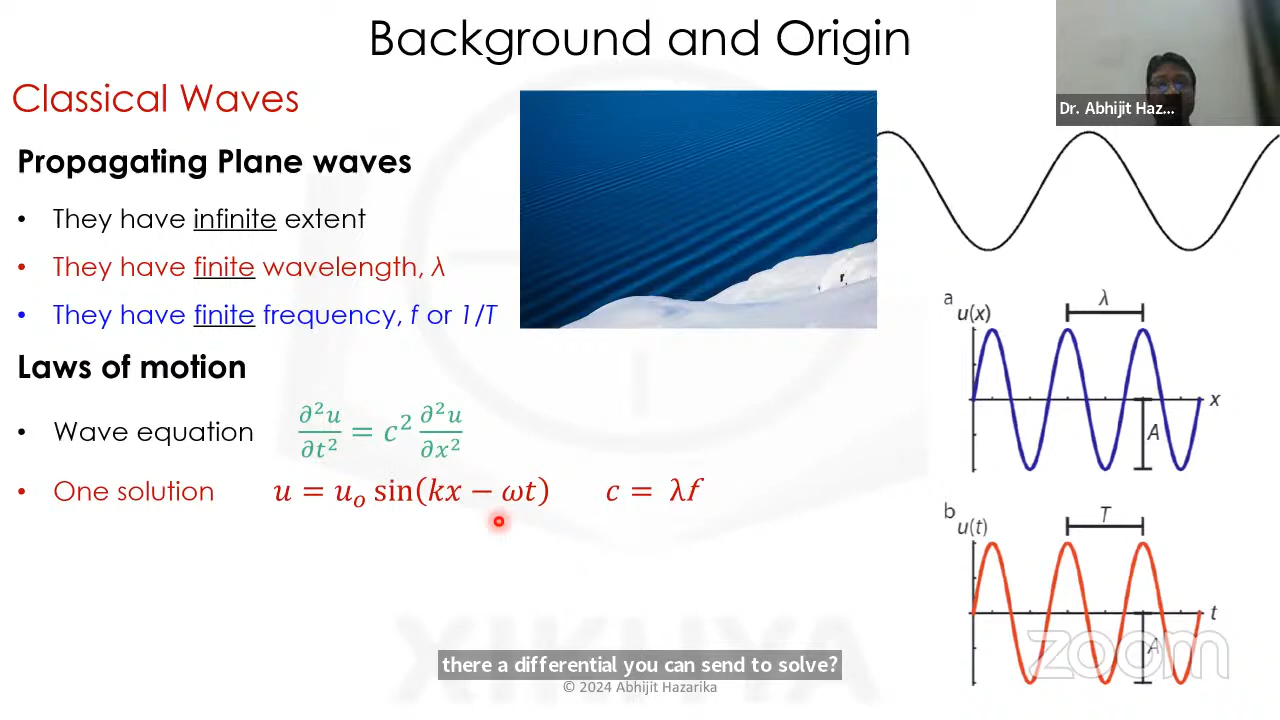 Background and Origin
Dr. Abhijit Haz...
Classical Waves
Propagating Plane waves
• They have infinite extent
• They have finite wavelength, λ
• They have finite frequency, f or 1/T
Laws of motion
• Wave equation ∂²u/∂t² = c² ∂²u/∂x²
• One solution u = uₒ sin(kx − ωt) c = λf
a
u(x)
λ
x
A
b
u(t)
T
t
A
zoom
XIKHYA
there a differential you can send to solve?
© 2024 Abhijit Hazarika